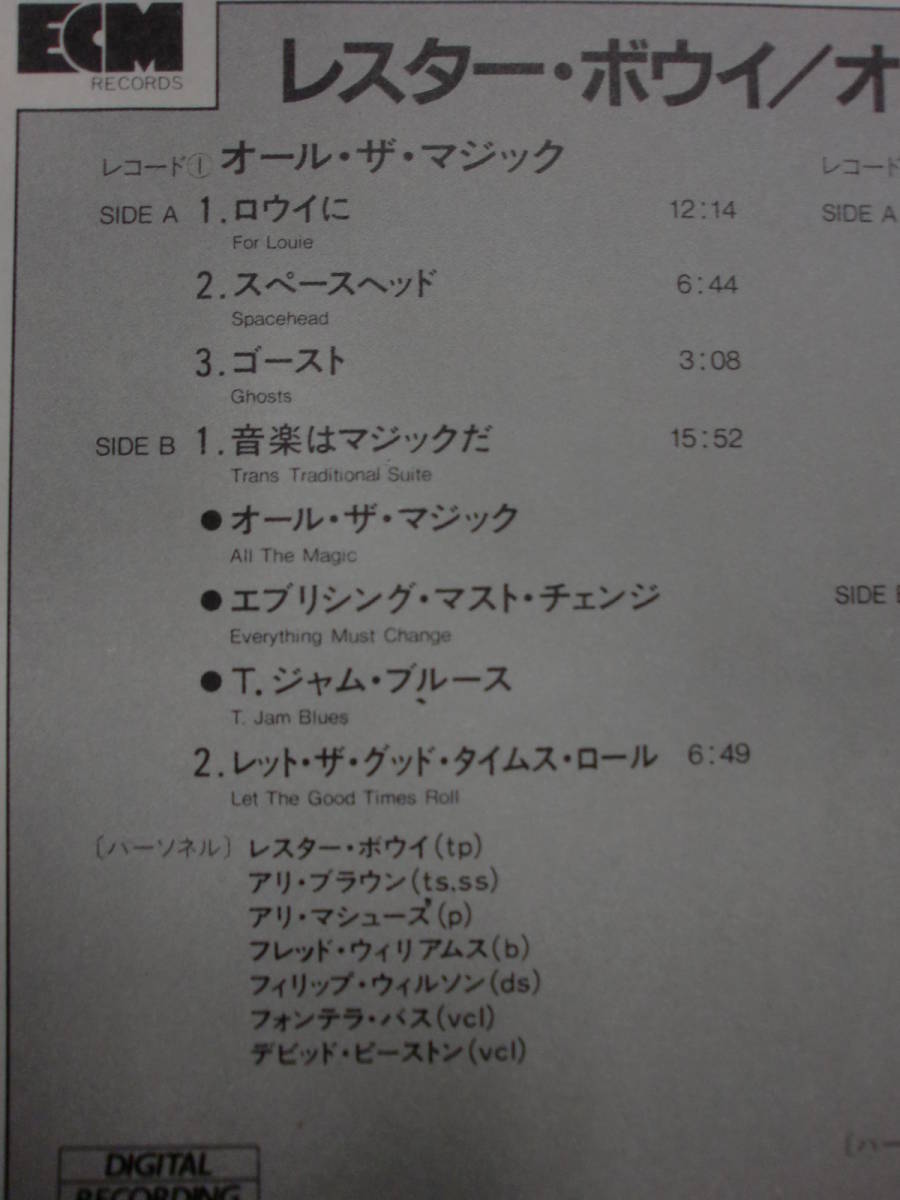 ECM
RECORDS
レスター・ボウイ/オ
レコード① オール・ザ・マジック
SIDE A 1.ロウイに 12:14
For Louie
2.スペースヘッド 6:44
Spacehead
3.ゴースト 3:08
Ghosts
SIDE B 1.音楽はマジックだ 15:52
Trans Traditional Suite
●オール・ザ・マジック
All The Magic
●エブリシング・マスト・チェンジ
Everything Must Change
●T.ジャム・ブルース
T. Jam Blues
2.レット・ザ・グッド・タイムス・ロール 6:49
Let The Good Times Roll
〔パーソネル〕レスター・ボウイ(tp)
アリ・ブラウン(ts.ss)
アリ・マシューズ(p)
フレッド・ウィリアムス(b)
フィリップ・ウィルソン(ds)
フォンテラ・バス(vcl)
デビッド・ピーストン(vcl)
DIGITAL
RECORDING
レコード
SIDE A
SIDE